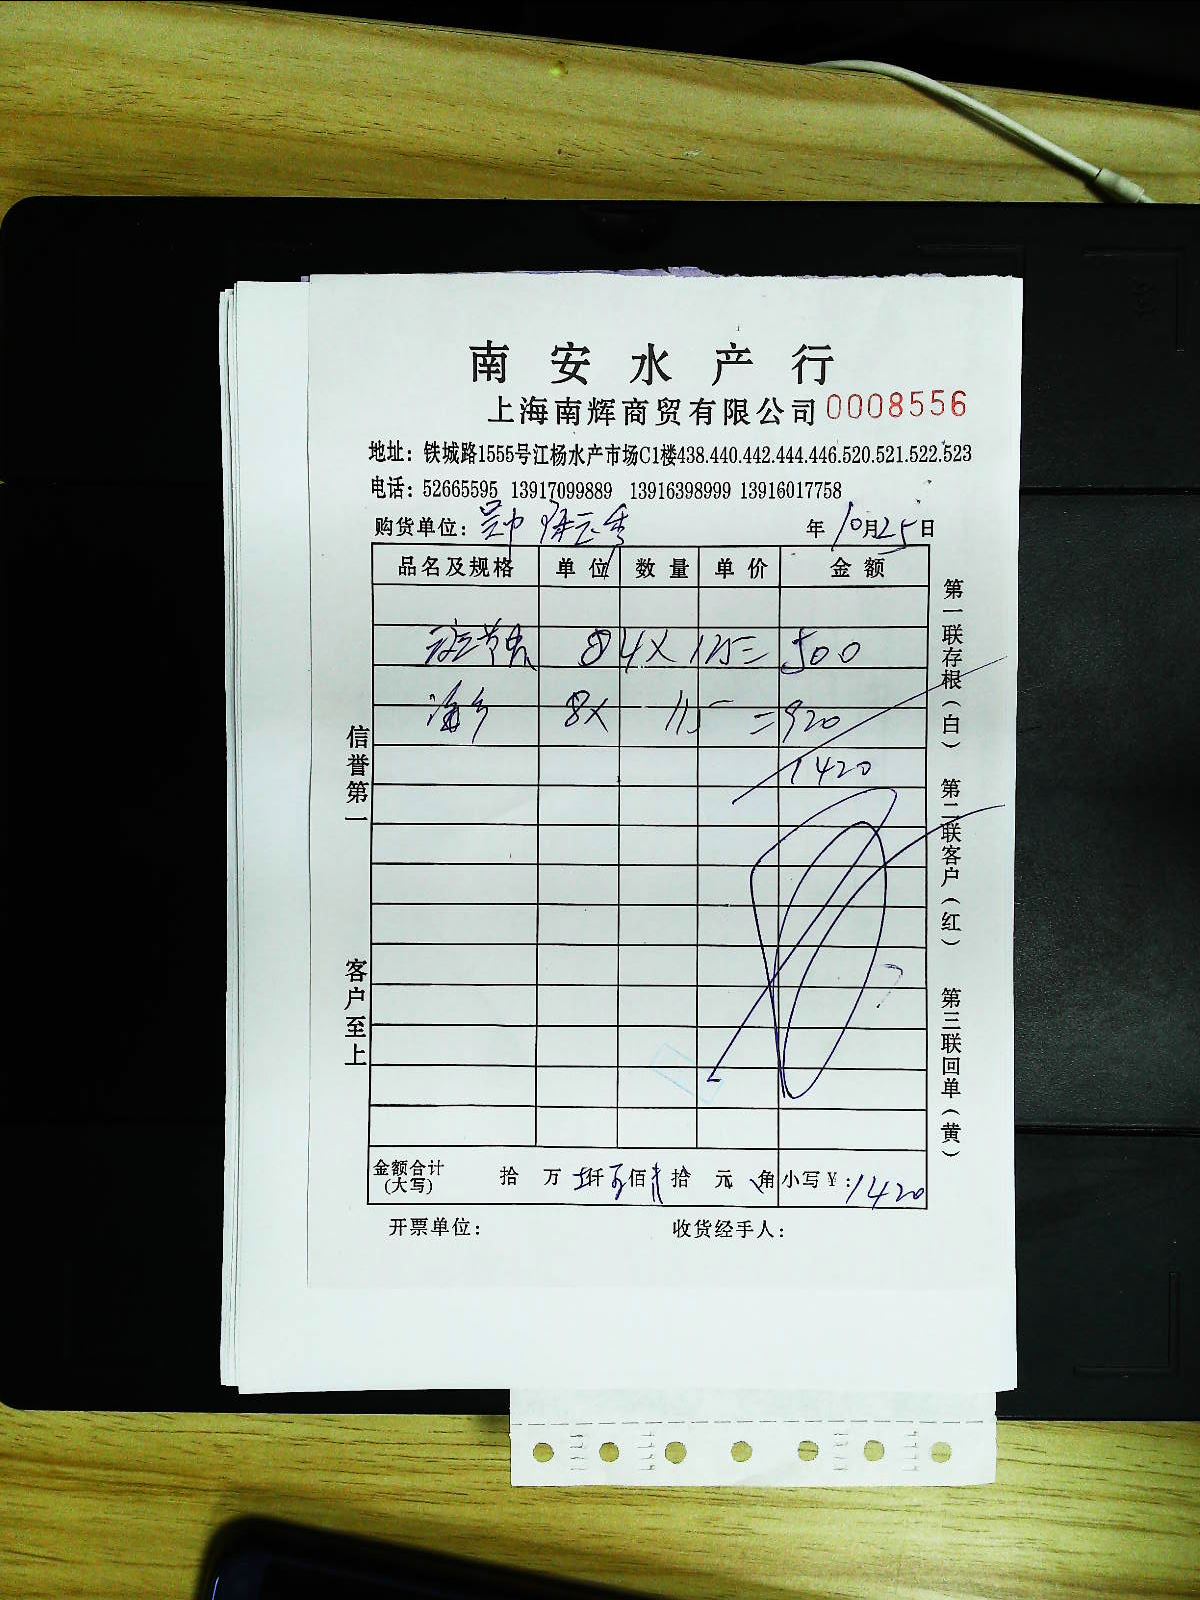 南安水产行
上海南辉商贸有限公司 0008556
地址：铁城路1555号江杨水产市场C1楼438.440.442.444.446.520.521.522.523
电话：52665595 13917099889 13916398999 13916017758
购货单位： 年 10月25日
品名及规格 单位 数量 单价 金额
斑节 8 4× 125= 500
8× 115 =920
1420
金额合计(大写) 拾 万 仟 佰 拾 元 角 小写￥：1420
开票单位： 收货经手人：
信誉第一
客户至上
第一联存根（白）
第二联客户（红）
第三联回单（黄）